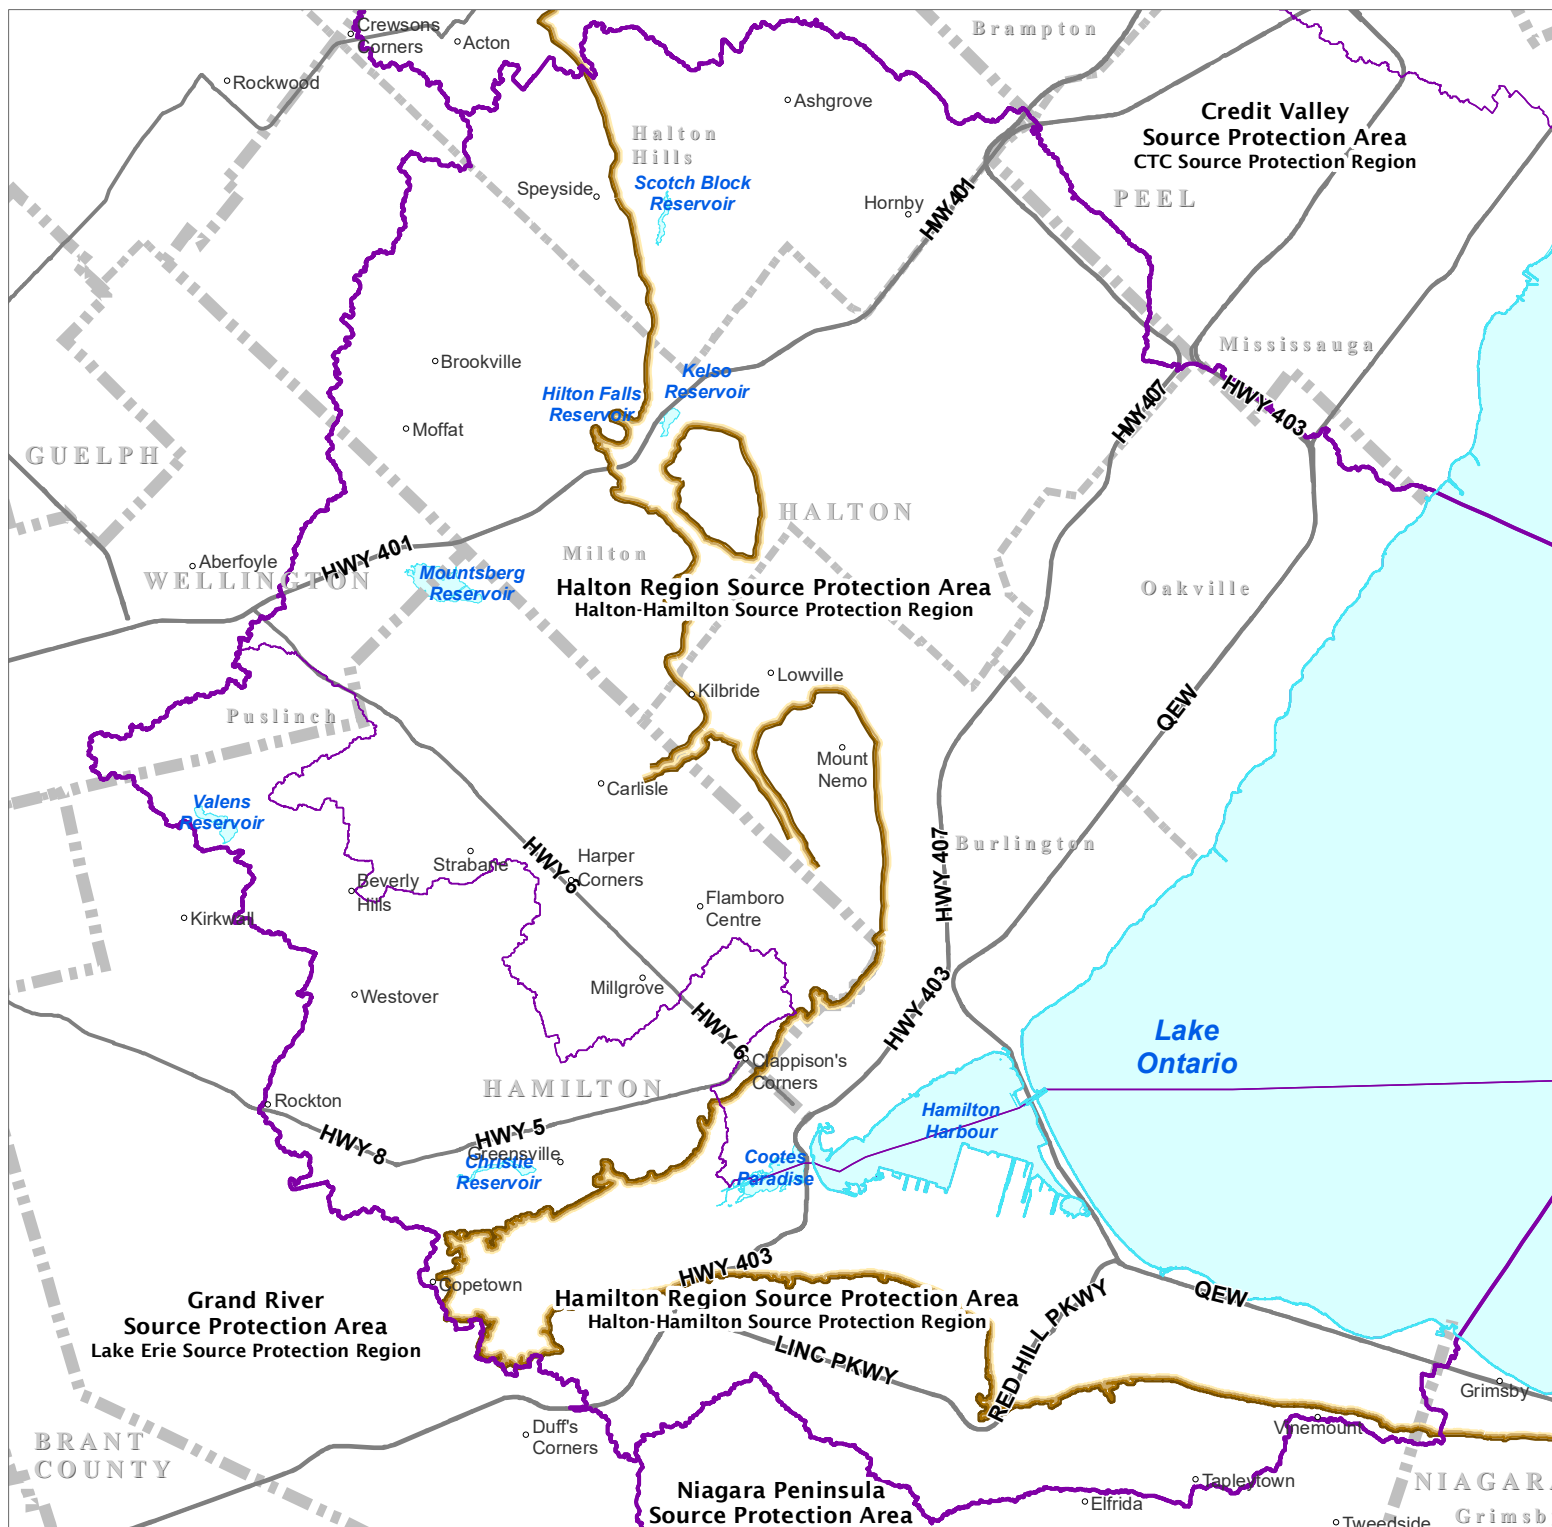 Crewsons
Corners
Acton
Brampton
Rockwood
Ashgrove
Credit Valley
Source Protection Area
CTC Source Protection Region
Halton
Hills
Speyside
Scotch Block
Reservoir
Hornby
HWY 401
PEEL
Mississauga
Brookville
Kelso
Reservoir
Hilton Falls
Reservoir
HWY 407
HWY 403
Moffat
GUELPH
HALTON
Milton
HWY 401
Aberfoyle
WELLINGTON
Mountsberg
Reservoir
Halton Region Source Protection Area
Halton-Hamilton Source Protection Region
Oakville
Lowville
Kilbride
QEW
Puslinch
Mount
Nemo
Carlisle
Valens
Reservoir
Strabane
HWY 6
Harper
Corners
HWY 407
Burlington
Beverly
Hills
Flamboro
Centre
Kirkwall
Westover
Millgrove
HWY 403
HWY 6
Lake
Ontario
Clappison's
Corners
HAMILTON
Rockton
Hamilton
Harbour
HWY 8
HWY 5
Greensville
Christie
Reservoir
Cootes
Paradise
HWY 403
Copetown
Grand River
Source Protection Area
Lake Erie Source Protection Region
Hamilton Region Source Protection Area
Halton-Hamilton Source Protection Region
QEW
LINC PKWY
RED HILL PKWY
Grimsby
Duff's
Corners
Vinemount
BRANT
COUNTY
Niagara Peninsula
Source Protection Area
Tapleytown
Elfrida
NIAGARA
Grimsb
Tweedside